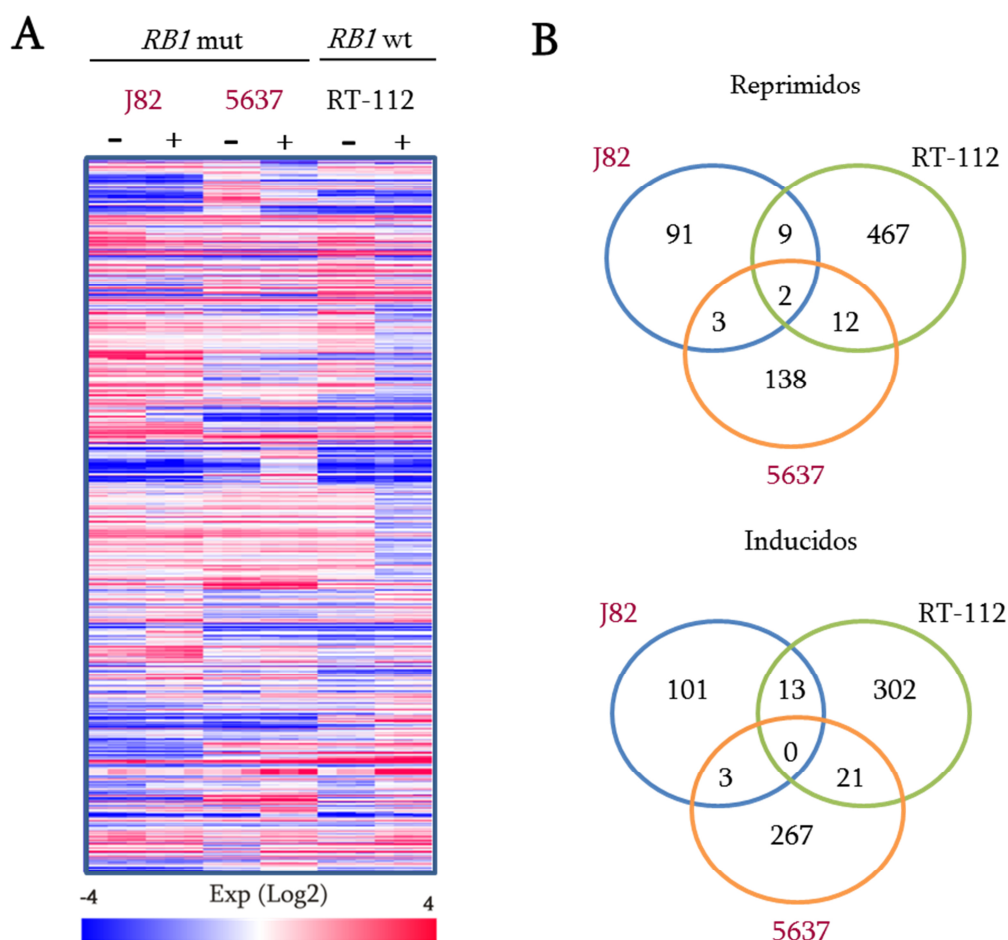 A
RB1 mut RB1 wt
J82 5637 RT-112
- + - + - +
-4 Exp (Log2) 4
B
Reprimidos
J82 RT-112
91 9 467
2
3 12
138
5637
Inducidos
J82 RT-112
101 13 302
0
3 21
267
5637